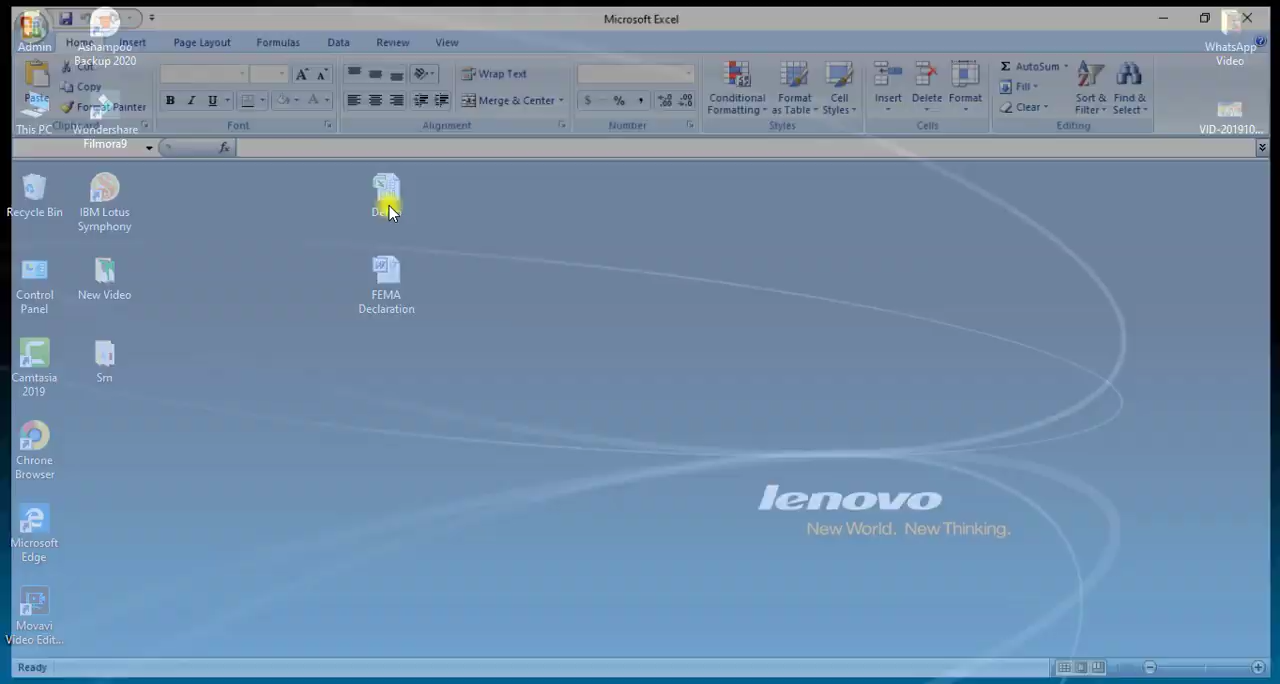 Microsoft Excel
Admin
Ashampoo
Backup 2020
WhatsApp
Video
Home
Insert
Page Layout
Formulas
Data
Review
View
Cut
Copy
Format Painter
Paste
Clipboard
This PC
Wondershare
Filmora9
B I U
Font
Wrap Text
Merge & Center
Alignment
$ % ,
Number
Conditional
Formatting
Format
as Table
Cell
Styles
Styles
Insert
Delete
Format
Cells
Σ AutoSum
Fill
Clear
Sort &
Filter
Find &
Select
Editing
VID-201910...
fx
Recycle Bin
IBM Lotus
Symphony
Control
Panel
New Video
FEMA
Declaration
Camtasia
2019
Sm
Chrone
Browser
lenovo
New World. New Thinking.
Microsoft
Edge
Movavi
Video Edit...
Ready